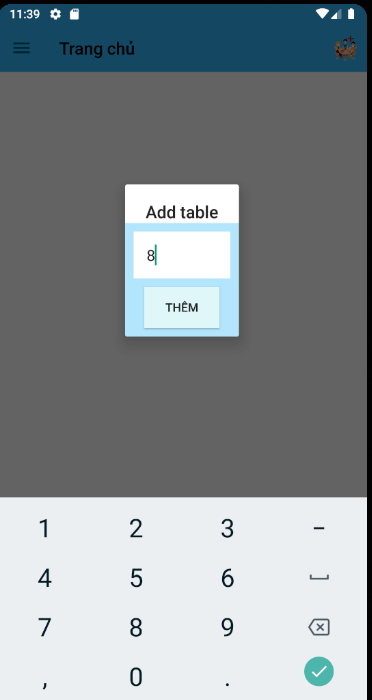 11:39
Trang chủ
Add table
8
THÊM
1 2 3 -
4 5 6
7 8 9
, 0 .